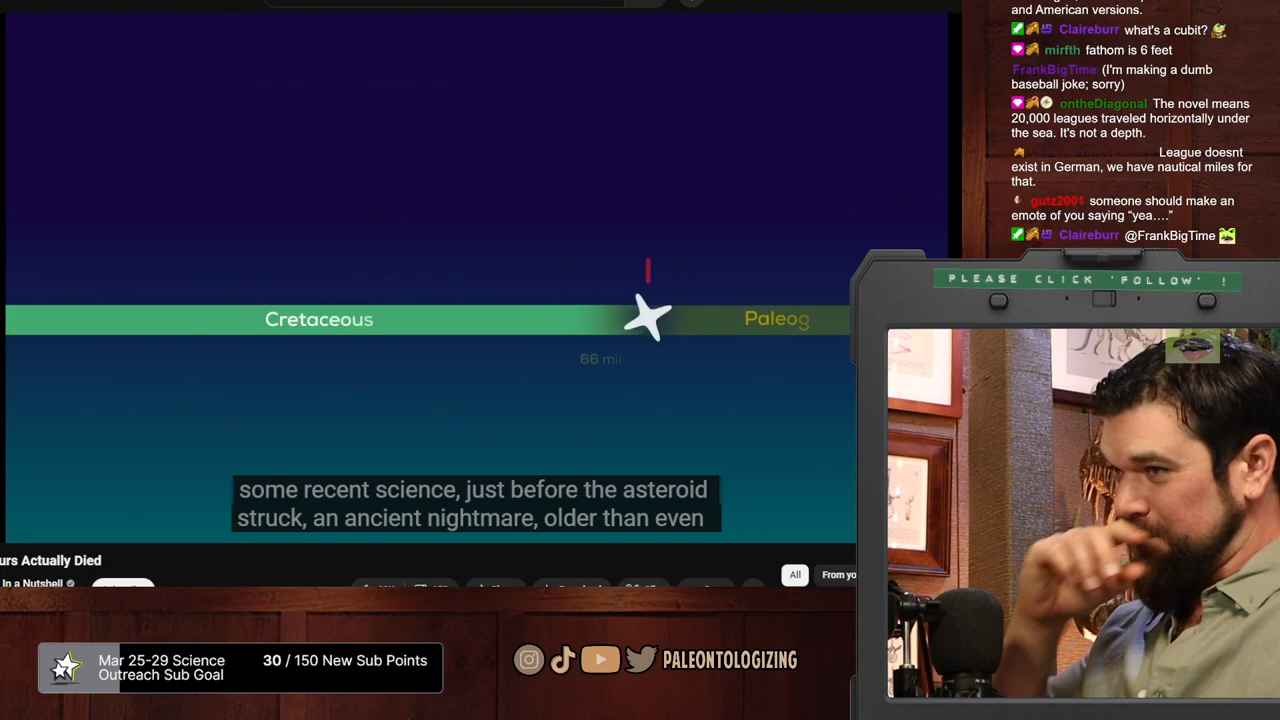 and American versions.
Claireburr what's a cubit?
mirfth fathom is 6 feet
FrankBigTime (I'm making a dumb
baseball joke; sorry)
ontheDiagonal The novel means
20,000 leagues traveled horizontally under
the sea. It's not a depth.
League doesnt
exist in German, we have nautical miles for
that.
gutz2001 someone should make an
emote of you saying “yea....”
Claireburr @FrankBigTime
PLEASE CLICK 'FOLLOW' !
Cretaceous
Paleog
66 mil
some recent science, just before the asteroid
struck, an ancient nightmare, older than even
urs Actually Died
In a Nutshell
All
From yo
Mar 25-29 Science
Outreach Sub Goal
30 / 150 New Sub Points
PALEONTOLOGIZING